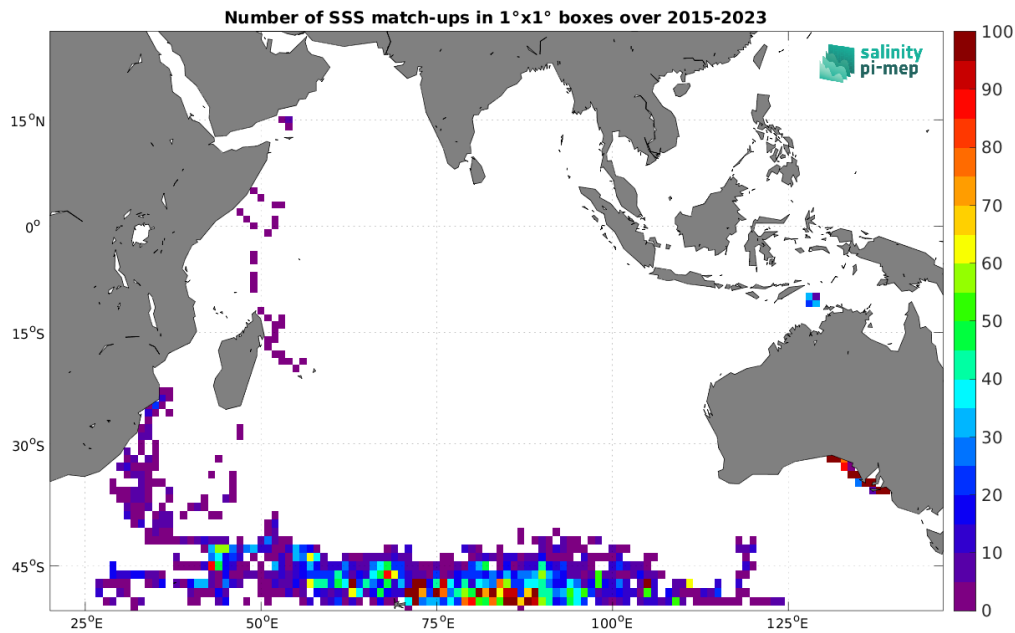 Number of SSS match-ups in 1°x1° boxes over 2015-2023
salinity
pi-mep
15°N
0°
15°S
30°S
45°S
25°E
50°E
75°E
100°E
125°E
100
90
80
70
60
50
40
30
20
10
0